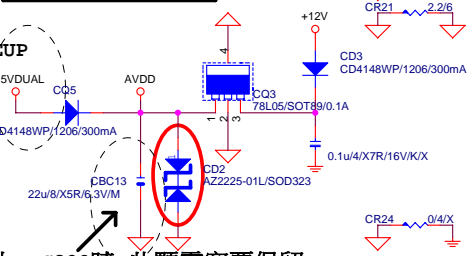 CR21
2.2/6
+12V
4
EUP
CD3
CD4148WP/1206/300mA
5VDUAL
CQ5
AVDD
CQ3
78L05/SOT89/0.1A
1
2
3
CD4148WP/1206/300mA
0.1u/4/X7R/16V/K/X
CBC13
22u/8/X5R/6.3V/M
CD2
AZ2225-01L/SOD323
CR24
0/4/X